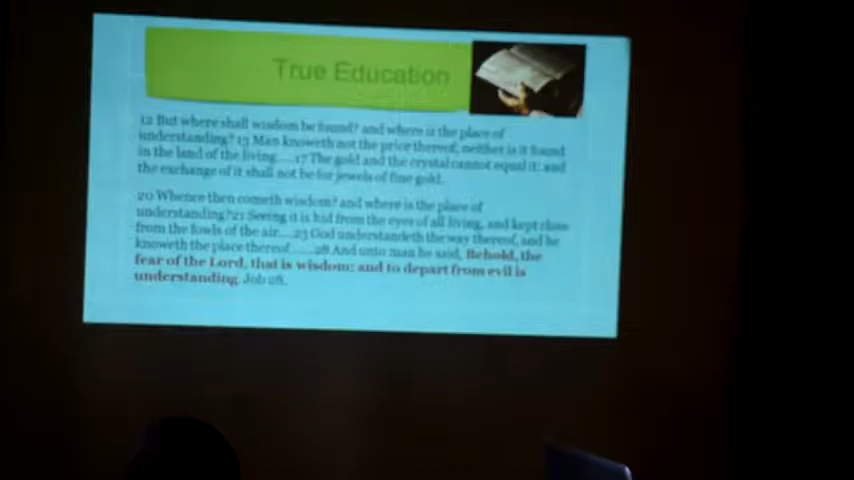 True Education
12 But where shall wisdom be found? and where is the place of
understanding? 13 Man knoweth not the price thereof; neither is it found
in the land of the living.....17 The gold and the crystal cannot equal it: and
the exchange of it shall not be for jewels of fine gold.
20 Whence then cometh wisdom? and where is the place of
understanding?21 Seeing it is hid from the eyes of all living, and kept close
from the fowls of the air....23 God understandeth the way thereof, and he
knoweth the place thereof.......28 And unto man he said, Behold, the
fear of the Lord, that is wisdom; and to depart from evil is
understanding. Job 28.